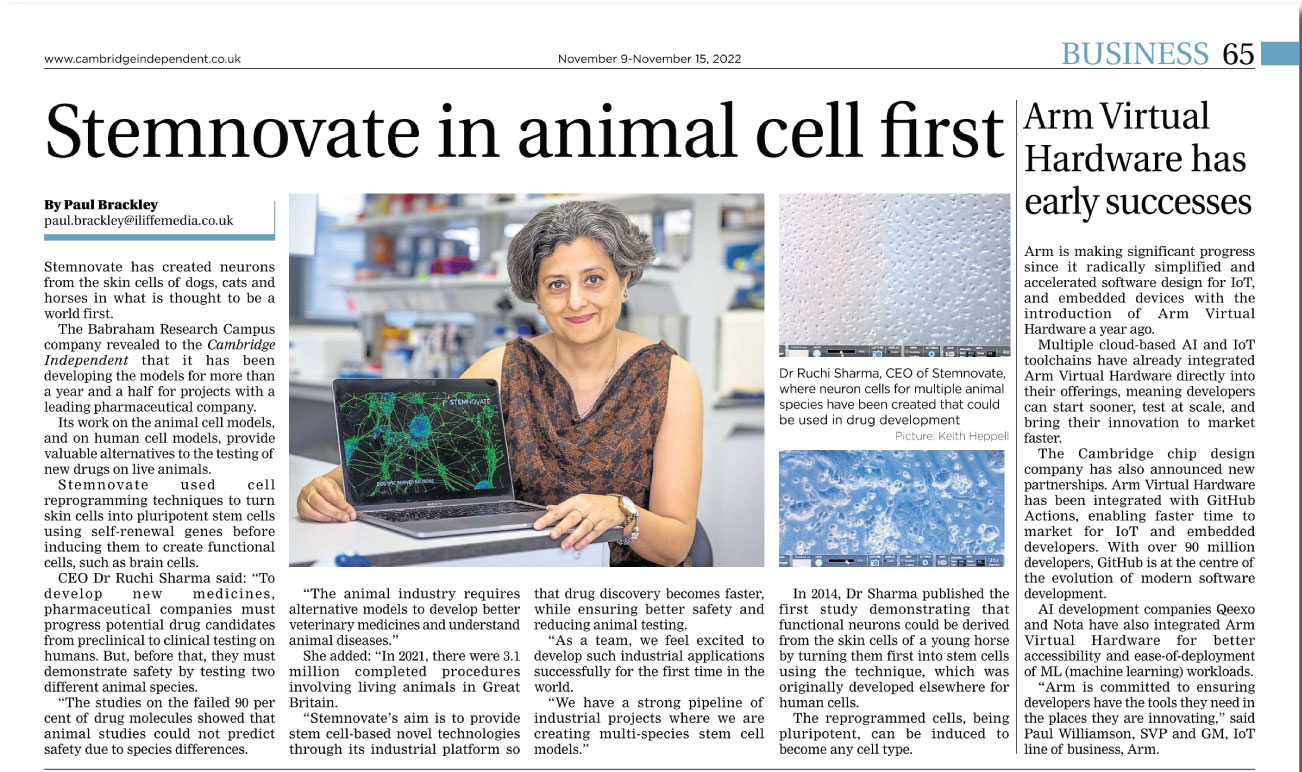 www.cambridgeindependent.co.uk
November 9-November 15, 2022
BUSINESS 65
Stemnovate in animal cell first
By Paul Brackley
paul.brackley@iliffemedia.co.uk
Stemnovate has created neurons
from the skin cells of dogs, cats and
horses in what is thought to be a
world first.
The Babraham Research Campus
company revealed to the Cambridge
Independent that it has been
developing the models for more than
a year and a half for projects with a
leading pharmaceutical company.
Its work on the animal cell models,
and on human cell models, provide
valuable alternatives to the testing of
new drugs on live animals.
Stemnovate used cell
reprogramming techniques to turn
skin cells into pluripotent stem cells
using self-renewal genes before
inducing them to create functional
cells, such as brain cells.
CEO Dr Ruchi Sharma said: “To
develop new medicines,
pharmaceutical companies must
progress potential drug candidates
from preclinical to clinical testing on
humans. But, before that, they must
demonstrate safety by testing two
different animal species.
“The studies on the failed 90 per
cent of drug molecules showed that
animal studies could not predict
safety due to species differences.
STEMNOVATE
“The animal industry requires
alternative models to develop better
veterinary medicines and understand
animal diseases.”
She added: “In 2021, there were 3.1
million completed procedures
involving living animals in Great
Britain.
“Stemnovate’s aim is to provide
stem cell-based novel technologies
through its industrial platform so
that drug discovery becomes faster,
while ensuring better safety and
reducing animal testing.
“As a team, we feel excited to
develop such industrial applications
successfully for the first time in the
world.
“We have a strong pipeline of
industrial projects where we are
creating multi-species stem cell
models.”
Dr Ruchi Sharma, CEO of Stemnovate,
where neuron cells for multiple animal
species have been created that could
be used in drug development
Picture: Keith Heppell
In 2014, Dr Sharma published the
first study demonstrating that
functional neurons could be derived
from the skin cells of a young horse
by turning them first into stem cells
using the technique, which was
originally developed elsewhere for
human cells.
The reprogrammed cells, being
pluripotent, can be induced to
become any cell type.
Arm Virtual
Hardware has
early successes
Arm is making significant progress
since it radically simplified and
accelerated software design for IoT,
and embedded devices with the
introduction of Arm Virtual
Hardware a year ago.
Multiple cloud-based AI and IoT
toolchains have already integrated
Arm Virtual Hardware directly into
their offerings, meaning developers
can start sooner, test at scale, and
bring their innovation to market
faster.
The Cambridge chip design
company has also announced new
partnerships. Arm Virtual Hardware
has been integrated with GitHub
Actions, enabling faster time to
market for IoT and embedded
developers. With over 90 million
developers, GitHub is at the centre of
the evolution of modern software
development.
AI development companies Qeexo
and Nota have also integrated Arm
Virtual Hardware for better
accessibility and ease-of-deployment
of ML (machine learning) workloads.
“Arm is committed to ensuring
developers have the tools they need in
the places they are innovating,” said
Paul Williamson, SVP and GM, IoT
line of business, Arm.